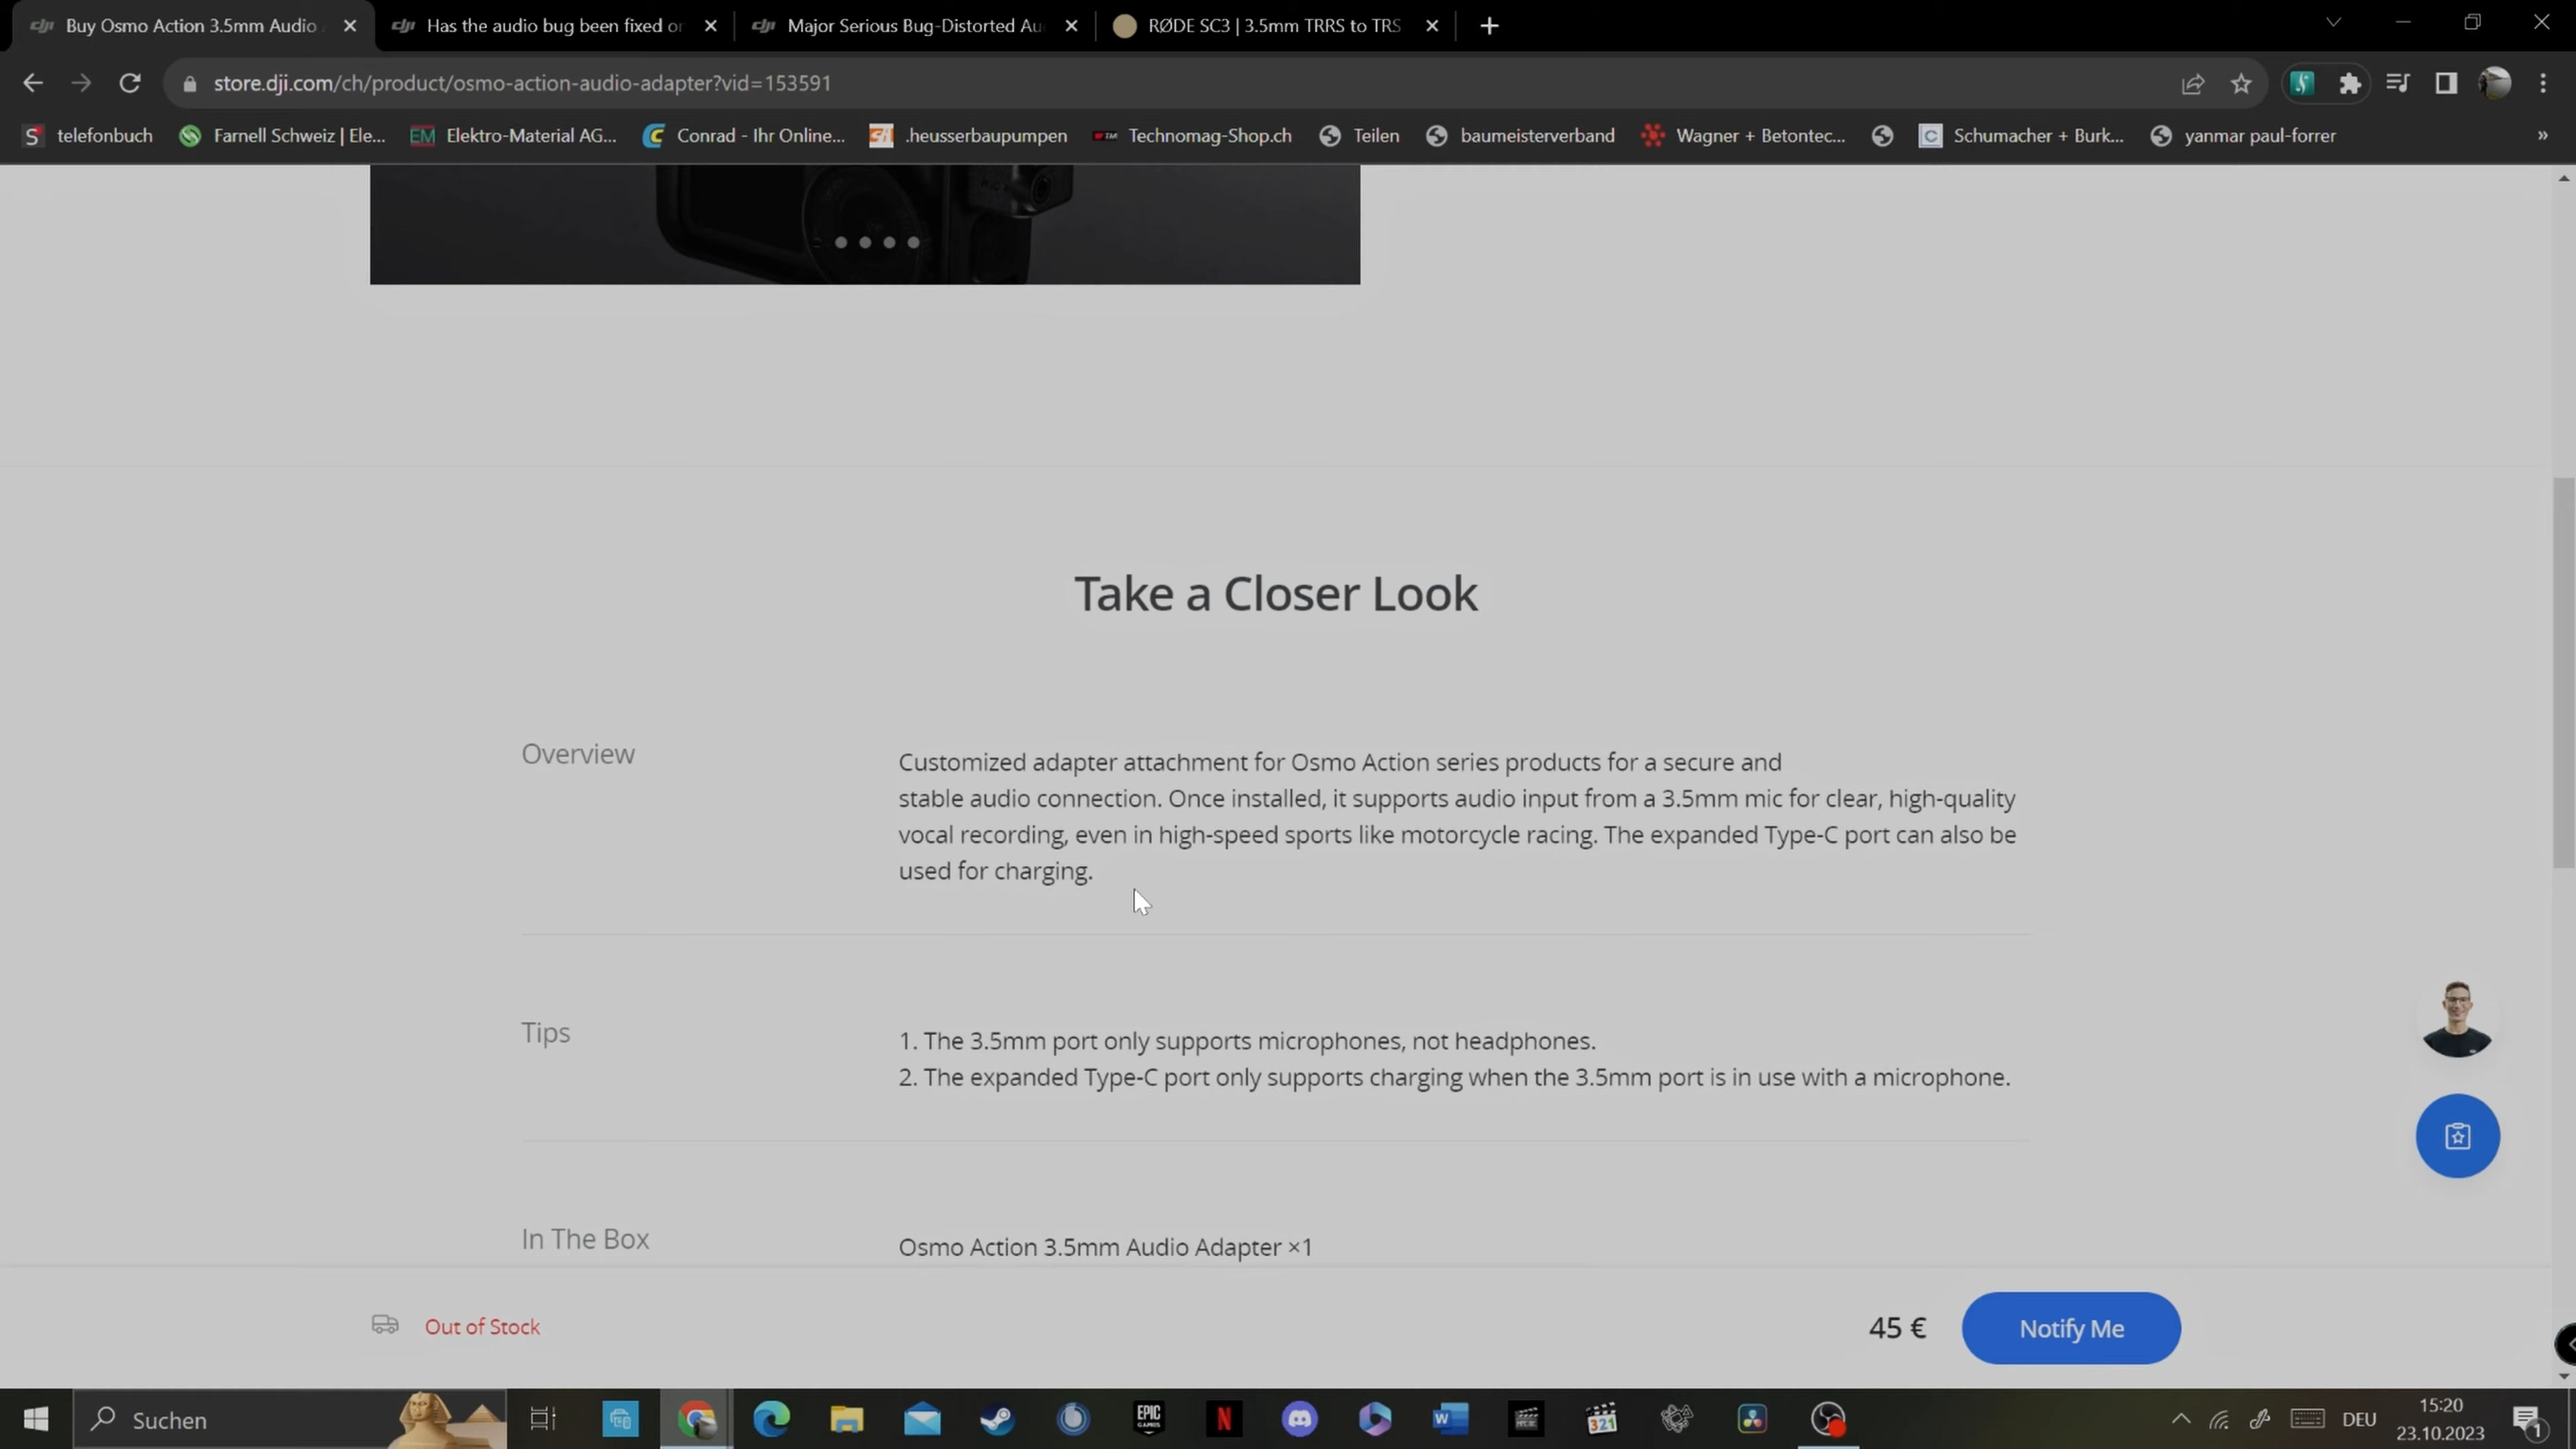 Buy Osmo Action 3.5mm Audio
Has the audio bug been fixed or
Major Serious Bug-Distorted Au
RØDE SC3 | 3.5mm TRRS to TRS
store.dji.com/ch/product/osmo-action-audio-adapter?vid=153591
telefonbuch
Farnell Schweiz | Ele...
EM
Elektro-Material AG...
Conrad - Ihr Online...
.heusserbaupumpen
Technomag-Shop.ch
Teilen
baumeisterverband
Wagner + Betontec...
Schumacher + Burk...
yanmar paul-forrer
»
Take a Closer Look
Overview
Customized adapter attachment for Osmo Action series products for a secure and
stable audio connection. Once installed, it supports audio input from a 3.5mm mic for clear, high-quality
vocal recording, even in high-speed sports like motorcycle racing. The expanded Type-C port can also be
used for charging.
Tips
1. The 3.5mm port only supports microphones, not headphones.
2. The expanded Type-C port only supports charging when the 3.5mm port is in use with a microphone.
In The Box
Osmo Action 3.5mm Audio Adapter ×1
Out of Stock
45 €
Notify Me
Suchen
EPIC
GAMES
N
W
321
DEU
15:20
23.10.2023
1